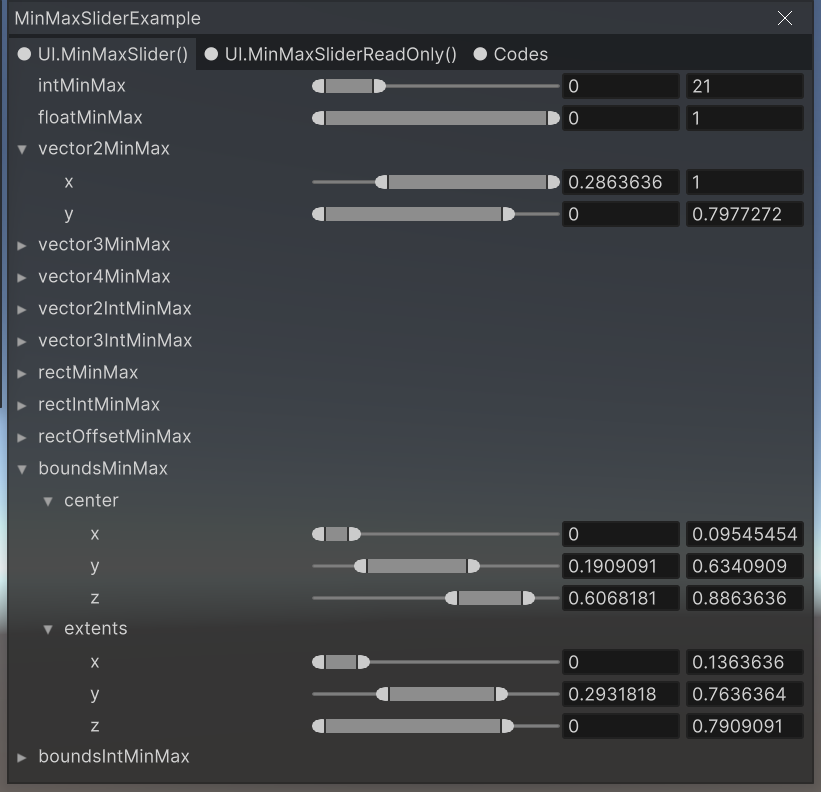 MinMaxSliderExample
UI.MinMaxSlider() UI.MinMaxSliderReadOnly() Codes
intMinMax 0 21
floatMinMax 0 1
vector2MinMax
x 0.2863636 1
y 0 0.7977272
vector3MinMax
vector4MinMax
vector2IntMinMax
vector3IntMinMax
rectMinMax
rectIntMinMax
rectOffsetMinMax
boundsMinMax
center
x 0 0.09545454
y 0.1909091 0.6340909
z 0.6068181 0.8863636
extents
x 0 0.1363636
y 0.2931818 0.7636364
z 0 0.7909091
boundsIntMinMax